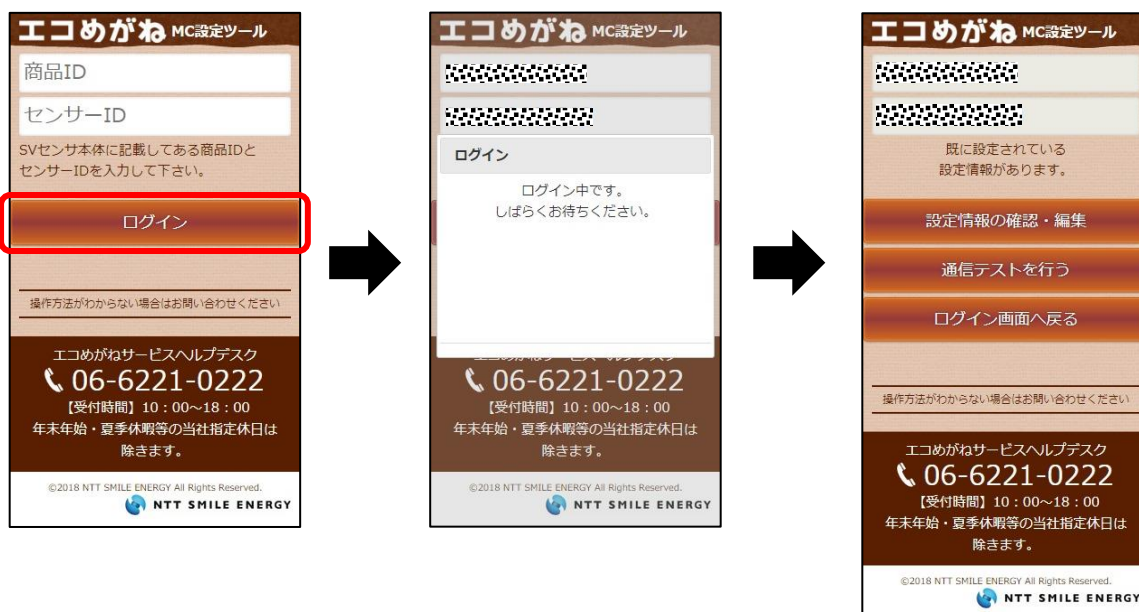 エコめがね MC設定ツール
商品ID
センサーID
SVセンサ本体に記載してある商品IDと
センサーIDを入力して下さい。
ログイン
操作方法がわからない場合はお問い合わせください
エコめがねサービスヘルプデスク
06-6221-0222
【受付時間】10：00～18：00
年末年始・夏季休暇等の当社指定休日は
除きます。
©2018 NTT SMILE ENERGY All Rights Reserved.
NTT SMILE ENERGY
エコめがね MC設定ツール
ログイン
ログイン中です。
しばらくお待ちください。
エコめがねサービスヘルプデスク
06-6221-0222
【受付時間】10：00～18：00
年末年始・夏季休暇等の当社指定休日は
除きます。
©2018 NTT SMILE ENERGY All Rights Reserved.
NTT SMILE ENERGY
エコめがね MC設定ツール
既に設定されている
設定情報があります。
設定情報の確認・編集
通信テストを行う
ログイン画面へ戻る
操作方法がわからない場合はお問い合わせください
エコめがねサービスヘルプデスク
06-6221-0222
【受付時間】10：00～18：00
年末年始・夏季休暇等の当社指定休日は
除きます。
©2018 NTT SMILE ENERGY All Rights Reserved.
NTT SMILE ENERGY